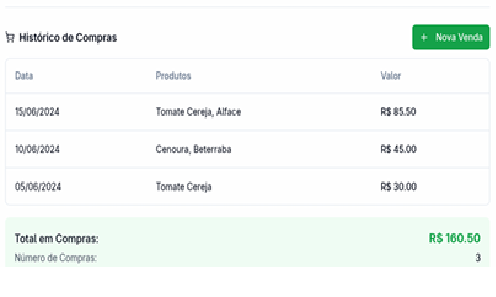 Histórico de Compras + Nova Venda
Data Produtos Valor
15/06/2024 Tomate Cereja, Alface R$ 85.50
10/06/2024 Cenoura, Beterraba R$ 45.00
05/06/2024 Tomate Cereja R$ 30.00
Total em Compras: R$ 160.50
Número de Compras: 3